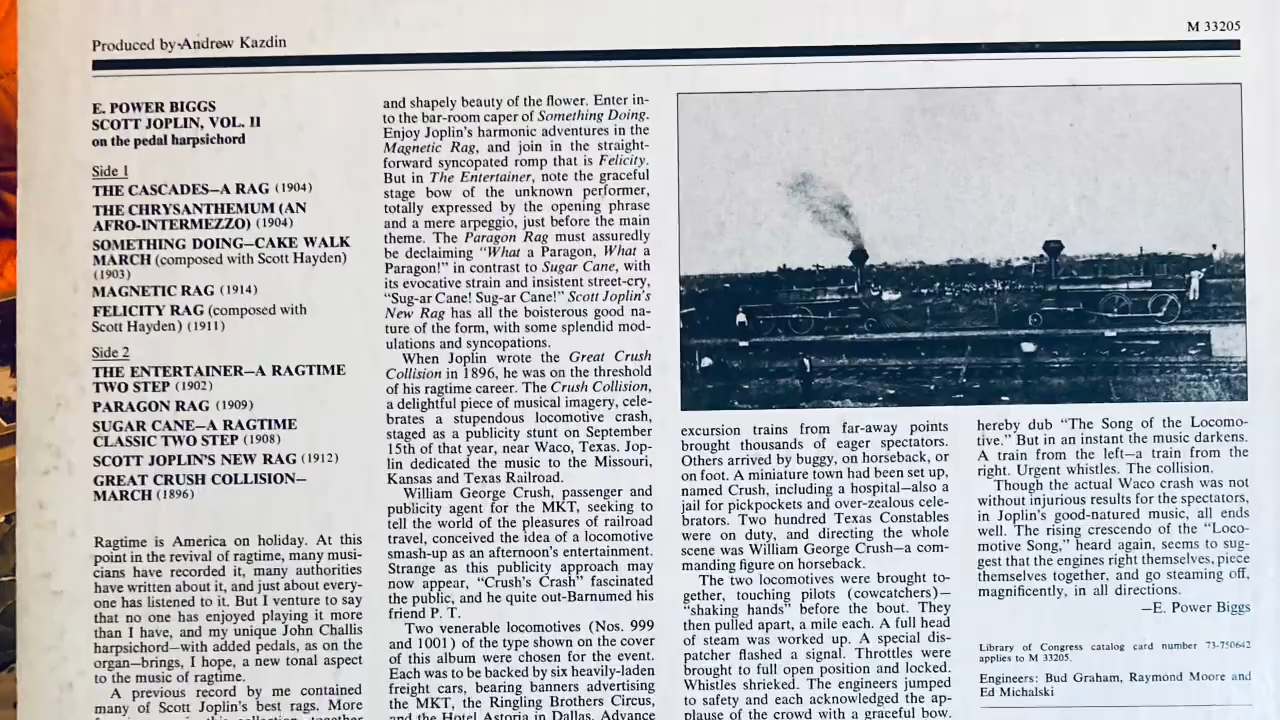 Produced by Andrew Kazdin
M 33205
E. POWER BIGGS
SCOTT JOPLIN, VOL. II
on the pedal harpsichord
Side 1
THE CASCADES—A RAG (1904)
THE CHRYSANTHEMUM (AN
AFRO-INTERMEZZO) (1904)
SOMETHING DOING—CAKE WALK
MARCH (composed with Scott Hayden)
(1903)
MAGNETIC RAG (1914)
FELICITY RAG (composed with
Scott Hayden) (1911)
Side 2
THE ENTERTAINER—A RAGTIME
TWO STEP (1902)
PARAGON RAG (1909)
SUGAR CANE—A RAGTIME
CLASSIC TWO STEP (1908)
SCOTT JOPLIN'S NEW RAG (1912)
GREAT CRUSH COLLISION—
MARCH (1896)
Ragtime is America on holiday. At this
point in the revival of ragtime, many musi-
cians have recorded it, many authorities
have written about it, and just about every-
one has listened to it. But I venture to say
that no one has enjoyed playing it more
than I have, and my unique John Challis
harpsichord—with added pedals, as on the
organ—brings, I hope, a new tonal aspect
to the music of ragtime.
A previous record by me contained
many of Scott Joplin's best rags. More
and shapely beauty of the flower. Enter in-
to the bar-room caper of Something Doing.
Enjoy Joplin's harmonic adventures in the
Magnetic Rag, and join in the straight-
forward syncopated romp that is Felicity.
But in The Entertainer, note the graceful
stage bow of the unknown performer,
totally expressed by the opening phrase
and a mere arpeggio, just before the main
theme. The Paragon Rag must assuredly
be declaiming "What a Paragon, What a
Paragon!" in contrast to Sugar Cane, with
its evocative strain and insistent street-cry,
"Sug-ar Cane! Sug-ar Cane!" Scott Joplin's
New Rag has all the boisterous good na-
ture of the form, with some splendid mod-
ulations and syncopations.
When Joplin wrote the Great Crush
Collision in 1896, he was on the threshold
of his ragtime career. The Crush Collision,
a delightful piece of musical imagery, cele-
brates a stupendous locomotive crash,
staged as a publicity stunt on September
15th of that year, near Waco, Texas. Jop-
lin dedicated the music to the Missouri,
Kansas and Texas Railroad.
William George Crush, passenger and
publicity agent for the MKT, seeking to
tell the world of the pleasures of railroad
travel, conceived the idea of a locomotive
smash-up as an afternoon's entertainment.
Strange as this publicity approach may
now appear, "Crush's Crash" fascinated
the public, and he quite out-Barnumed his
friend P. T.
Two venerable locomotives (Nos. 999
and 1001) of the type shown on the cover
of this album were chosen for the event.
Each was to be backed by six heavily-laden
freight cars, bearing banners advertising
the MKT, the Ringling Brothers Circus,
and the Hotel Astoria in Dallas. Advance
excursion trains from far-away points
brought thousands of eager spectators.
Others arrived by buggy, on horseback, or
on foot. A miniature town had been set up,
named Crush, including a hospital—also a
jail for pickpockets and over-zealous cele-
brators. Two hundred Texas Constables
were on duty, and directing the whole
scene was William George Crush—a com-
manding figure on horseback.
The two locomotives were brought to-
gether, touching pilots (cowcatchers)—
"shaking hands" before the bout. They
then pulled apart, a mile each. A full head
of steam was worked up. A special dis-
patcher flashed a signal. Throttles were
brought to full open position and locked.
Whistles shrieked. The engineers jumped
to safety and each acknowledged the ap-
plause of the crowd with a graceful bow.
hereby dub "The Song of the Locomo-
tive." But in an instant the music darkens.
A train from the left—a train from the
right. Urgent whistles. The collision.
Though the actual Waco crash was not
without injurious results for the spectators,
in Joplin's good-natured music, all ends
well. The rising crescendo of the "Loco-
motive Song," heard again, seems to sug-
gest that the engines right themselves, piece
themselves together, and go steaming off,
magnificently, in all directions.
—E. Power Biggs
Library of Congress catalog card number 73-750642
applies to M 33205.
Engineers: Bud Graham, Raymond Moore and
Ed Michalski